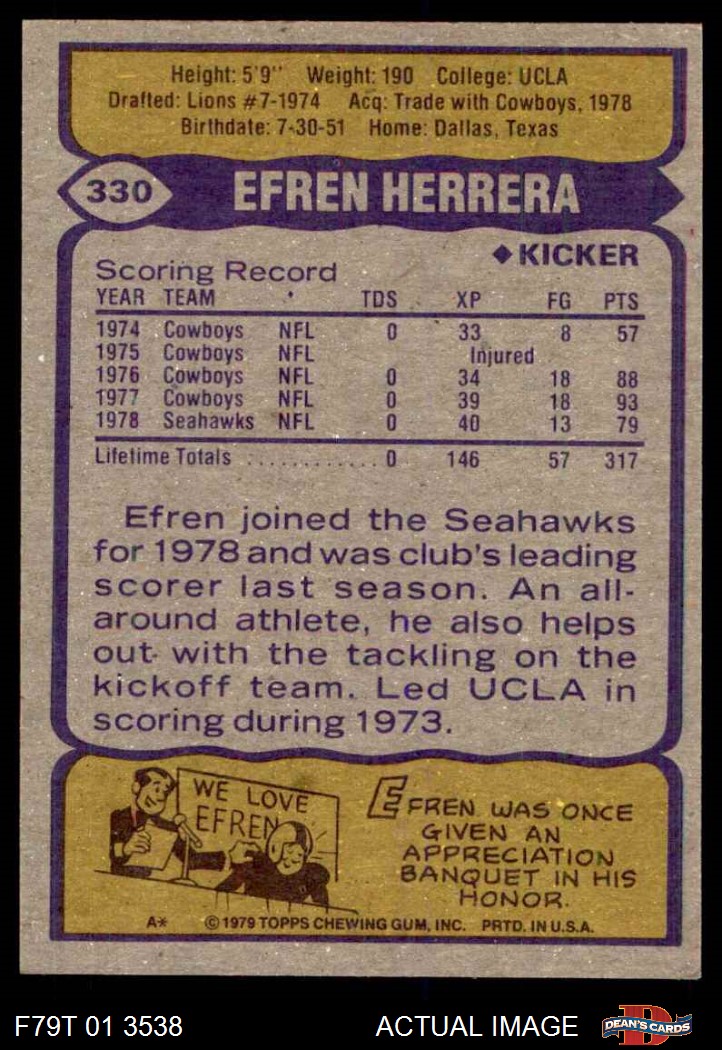 Height: 5'9" Weight: 190 College: UCLA
Drafted: Lions #7-1974 Acq: Trade with Cowboys, 1978
Birthdate: 7-30-51 Home: Dallas, Texas
330 EFREN HERRERA
◆KICKER
Scoring Record
YEAR TEAM TDS XP FG PTS
1974 Cowboys NFL 0 33 8 57
1975 Cowboys NFL Injured
1976 Cowboys NFL 0 34 18 88
1977 Cowboys NFL 0 39 18 93
1978 Seahawks NFL 0 40 13 79
Lifetime Totals ............. 0 146 57 317
Efren joined the Seahawks
for 1978 and was club's leading
scorer last season. An all-
around athlete, he also helps
out with the tackling on the
kickoff team. Led UCLA in
scoring during 1973.
WE LOVE
EFREN
EFREN WAS ONCE
GIVEN AN
APPRECIATION
BANQUET IN HIS
HONOR.
A* ©1979 TOPPS CHEWING GUM, INC. PRTD. IN U.S.A.
F79T 01 3538 ACTUAL IMAGE DEAN'S CARDS